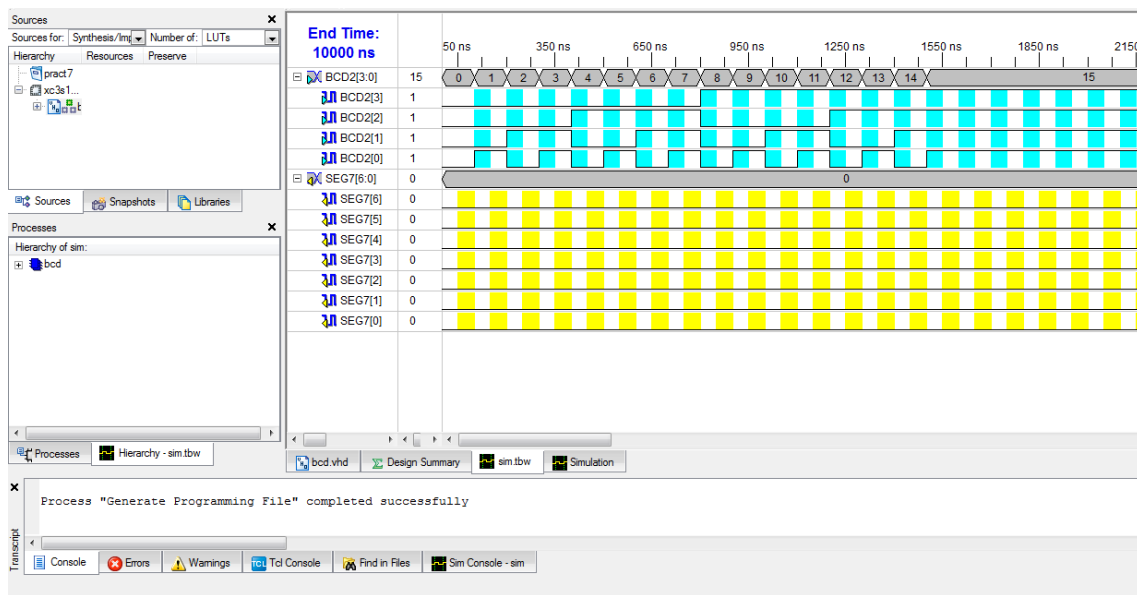 Sources
Sources for: Synthesis/Imp Number of: LUTs
Hierarchy Resources Preserve
pract7
xc3s1...
Sources Snapshots Libraries
Processes
Hierarchy of sim:
bcd
Processes Hierarchy - sim.tbw
End Time:
10000 ns
50 ns 350 ns 650 ns 950 ns 1250 ns 1550 ns 1850 ns 2150
BCD2[3:0] 15 0 1 2 3 4 5 6 7 8 9 10 11 12 13 14 15
BCD2[3] 1
BCD2[2] 1
BCD2[1] 1
BCD2[0] 1
SEG7[6:0] 0 0
SEG7[6] 0
SEG7[5] 0
SEG7[4] 0
SEG7[3] 0
SEG7[2] 0
SEG7[1] 0
SEG7[0] 0
bcd.vhd Design Summary sim.tbw Simulation
Process "Generate Programming File" completed successfully
Transcript
Console Errors Warnings Tcl Console Find in Files Sim Console - sim